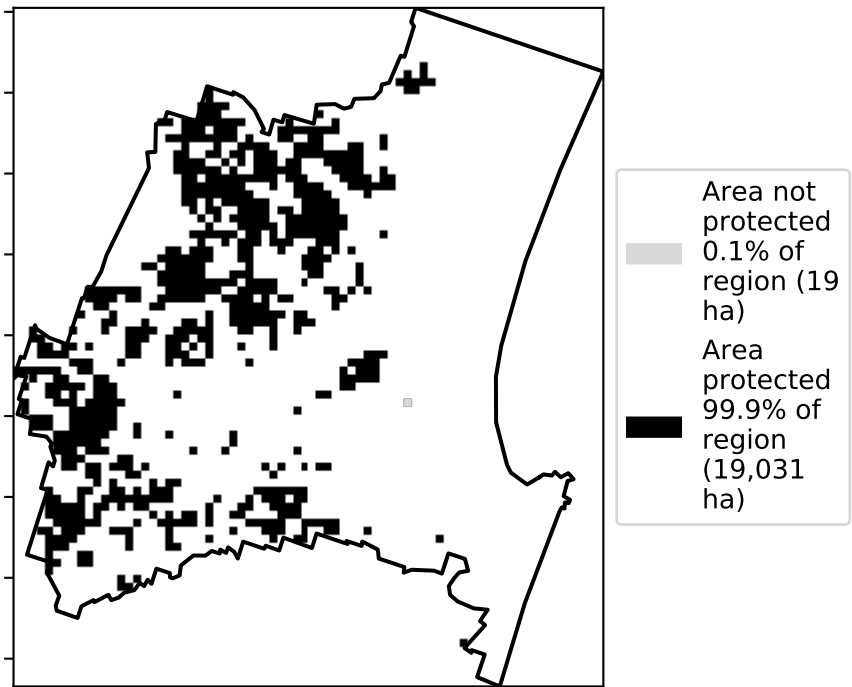 Area not
protected
0.1% of
region (19
ha)
Area
protected
99.9% of
region
(19,031
ha)